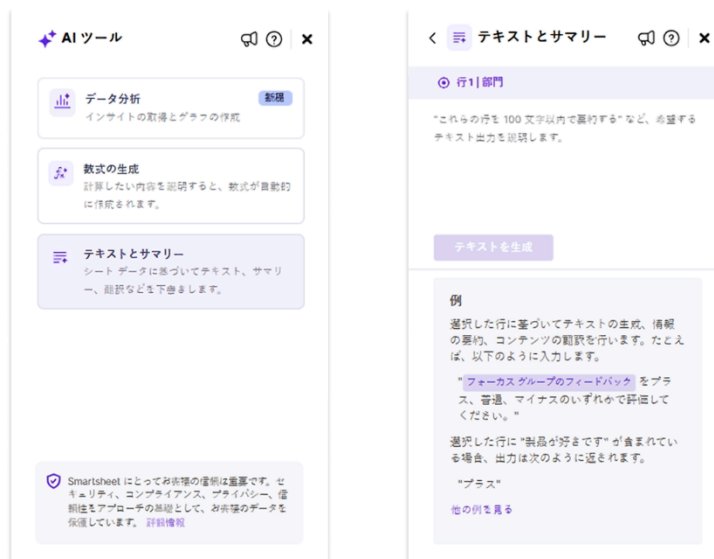 AI ツール
データ分析
新規
インサイトの取得とグラフの作成
数式の生成
計算したい内容を説明すると、数式が自動的
に作成されます。
テキストとサマリー
シート データに基づいてテキスト、サマリ
ー、翻訳などを下書きします。
Smartsheet にとってお客様の信頼は重要です。セ
キュリティ、コンプライアンス、プライバシー、信
頼性をアプローチの基礎として、お客様のデータを
保護しています。 詳細情報
テキストとサマリー
行1|部門
"これらの行を 100 文字以内で要約する" など、希望する
テキスト出力を説明します。
テキストを生成
例
選択した行に基づいてテキストの生成、情報
の要約、コンテンツの翻訳を行います。たとえ
ば、以下のように入力します。
"フォーカス グループのフィードバック をプラ
ス、普通、マイナスのいずれかで評価して
ください。"
選択した行に "製品が好きです" が含まれてい
る場合、出力は次のように返されます。
"プラス"
他の例を見る